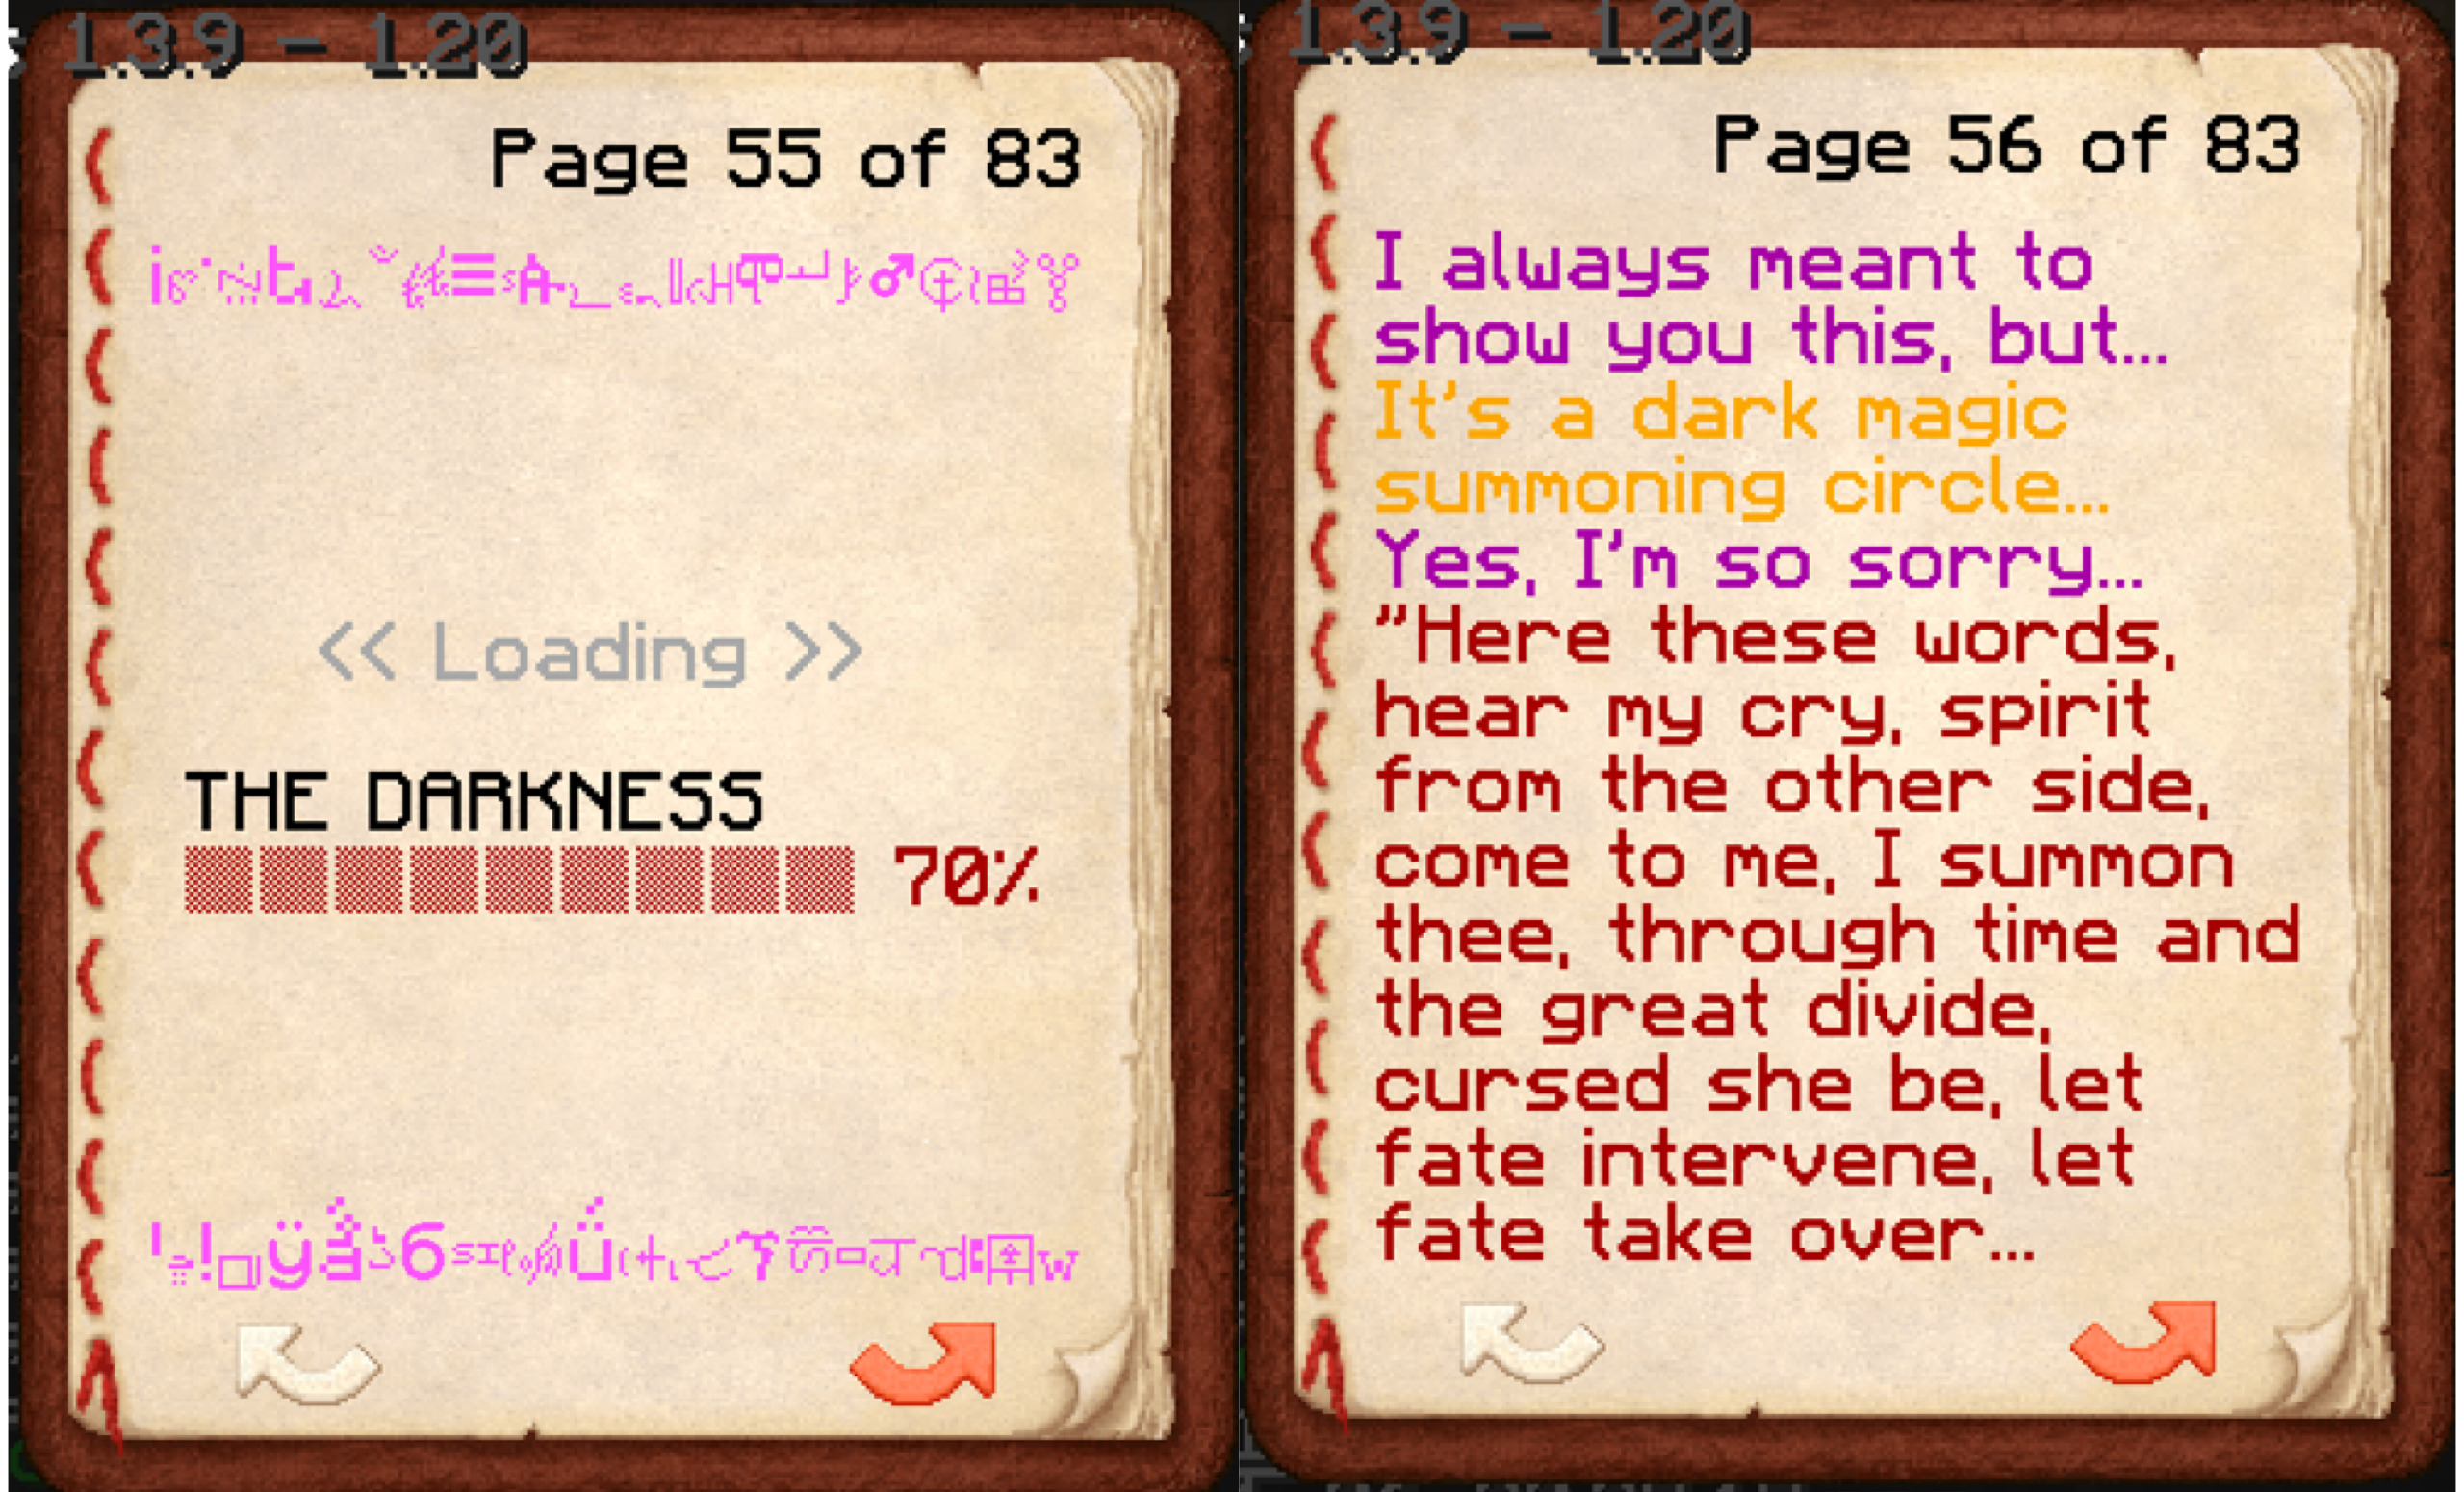 1.3.9 - 1.20
Page 55 of 83
<< Loading >>
THE DARKNESS
70%
1.3.9 - 1.20
Page 56 of 83
I always meant to
show you this, but...
It's a dark magic
summoning circle...
Yes, I'm so sorry...
"Here these words,
hear my cry, spirit
from the other side,
come to me, I summon
thee, through time and
the great divide,
cursed she be, let
fate intervene, let
fate take over...